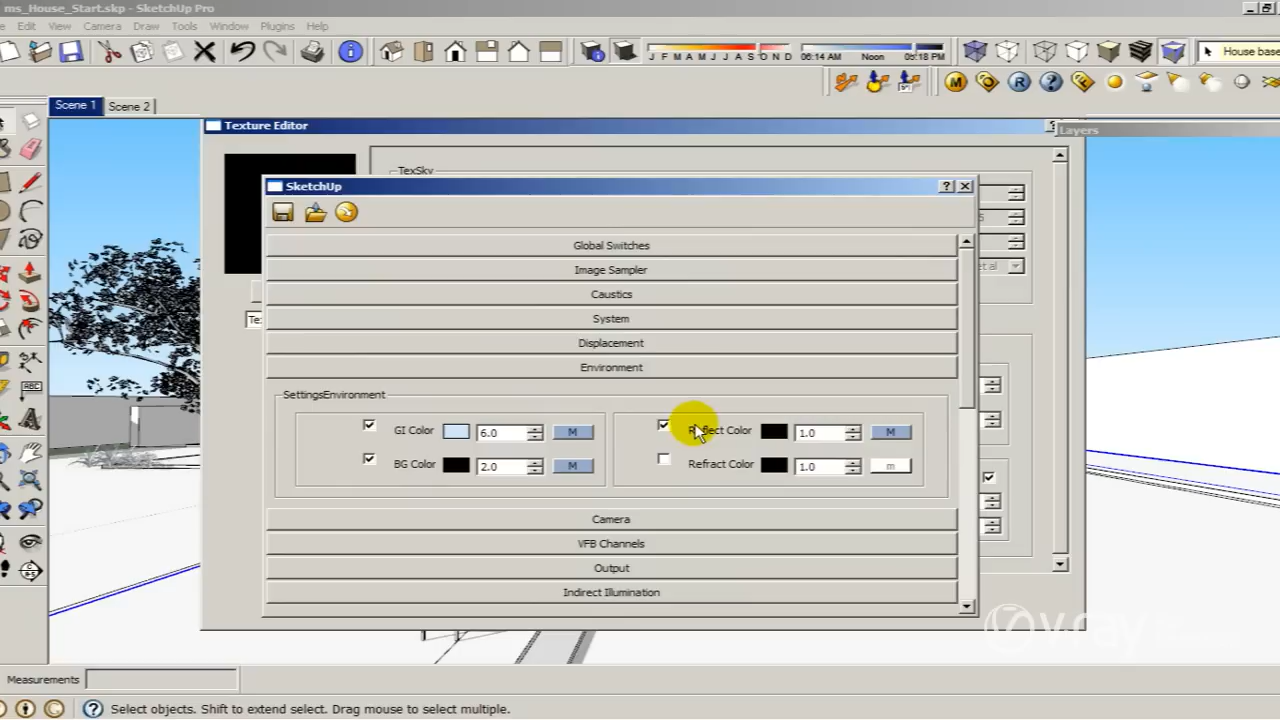 ms_House_Start.skp - SketchUp Pro
Edit View Camera Draw Tools Window Plugins Help
J F M A M J J A S O N D
06:14 AM Noon 05:18 PM
House base
M R ?
Scene 1 Scene 2
Texture Editor
Layers
TexSky
SketchUp
Global Switches
Image Sampler
Caustics
System
Displacement
Environment
SettingsEnvironment
GI Color 6.0 M
Reflect Color 1.0 M
BG Color 2.0 M
Refract Color 1.0 m
Camera
VFB Channels
Output
Indirect Illumination
ABC
v.ray
Measurements
Select objects. Shift to extend select. Drag mouse to select multiple.